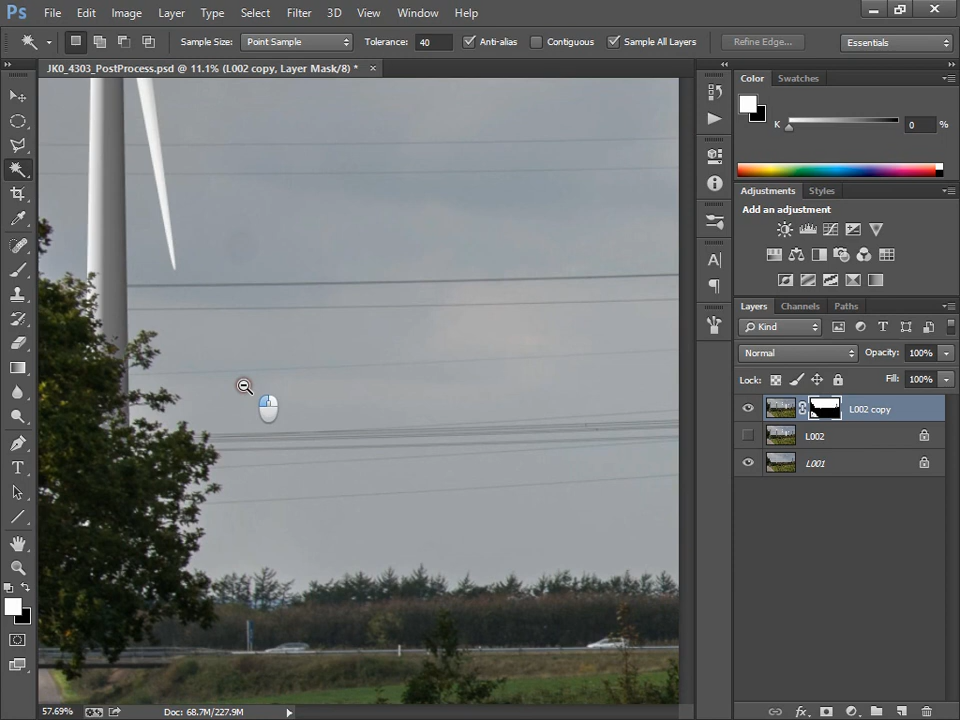 Ps File Edit Image Layer Type Select Filter 3D View Window Help
Sample Size: Point Sample Tolerance: 40 Anti-alias Contiguous Sample All Layers Refine Edge... Essentials
JK0_4303_PostProcess.psd @ 11.1% (L002 copy, Layer Mask/8) * ×
Color Swatches
K 0 %
Adjustments Styles
Add an adjustment
Layers Channels Paths
Kind
Normal Opacity: 100%
Lock: Fill: 100%
L002 copy
L002
L001
57.69% Doc: 68.7M/227.9M